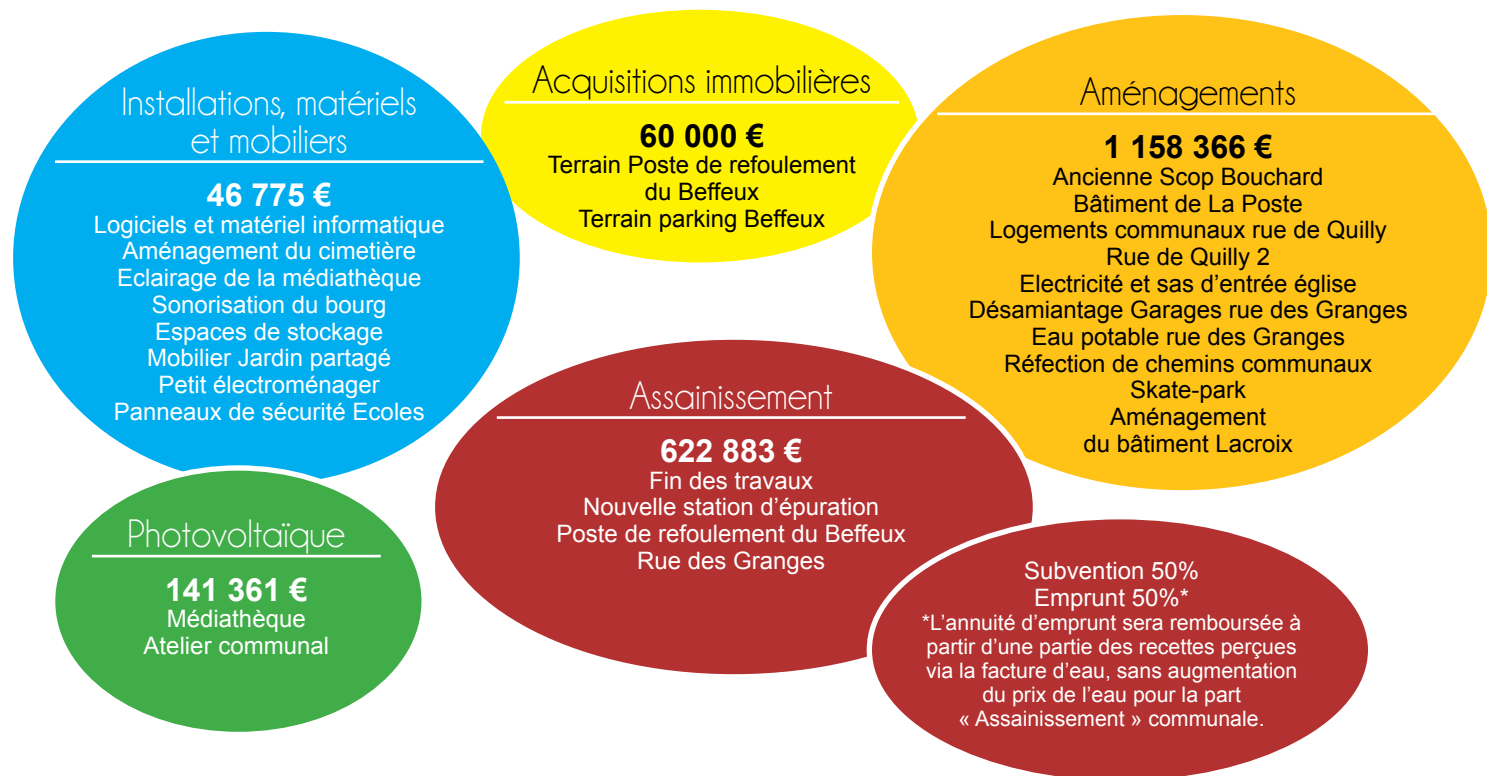 Installations, matériels
et mobiliers
46 775 €
Logiciels et matériel informatique
Aménagement du cimetière
Eclairage de la médiathèque
Sonorisation du bourg
Espaces de stockage
Mobilier Jardin partagé
Petit électroménager
Panneaux de sécurité Ecoles
Acquisitions immobilières
60 000 €
Terrain Poste de refoulement
du Beffeux
Terrain parking Beffeux
Aménagements
1 158 366 €
Ancienne Scop Bouchard
Bâtiment de La Poste
Logements communaux rue de Quilly
Rue de Quilly 2
Electricité et sas d'entrée église
Désamiantage Garages rue des Granges
Eau potable rue des Granges
Réfection de chemins communaux
Skate-park
Aménagement
du bâtiment Lacroix
Photovoltaïque
141 361 €
Médiathèque
Atelier communal
Assainissement
622 883 €
Fin des travaux
Nouvelle station d'épuration
Poste de refoulement du Beffeux
Rue des Granges
Subvention 50%
Emprunt 50%*
*L'annuité d'emprunt sera remboursée à
partir d'une partie des recettes perçues
via la facture d'eau, sans augmentation
du prix de l'eau pour la part
« Assainissement » communale.